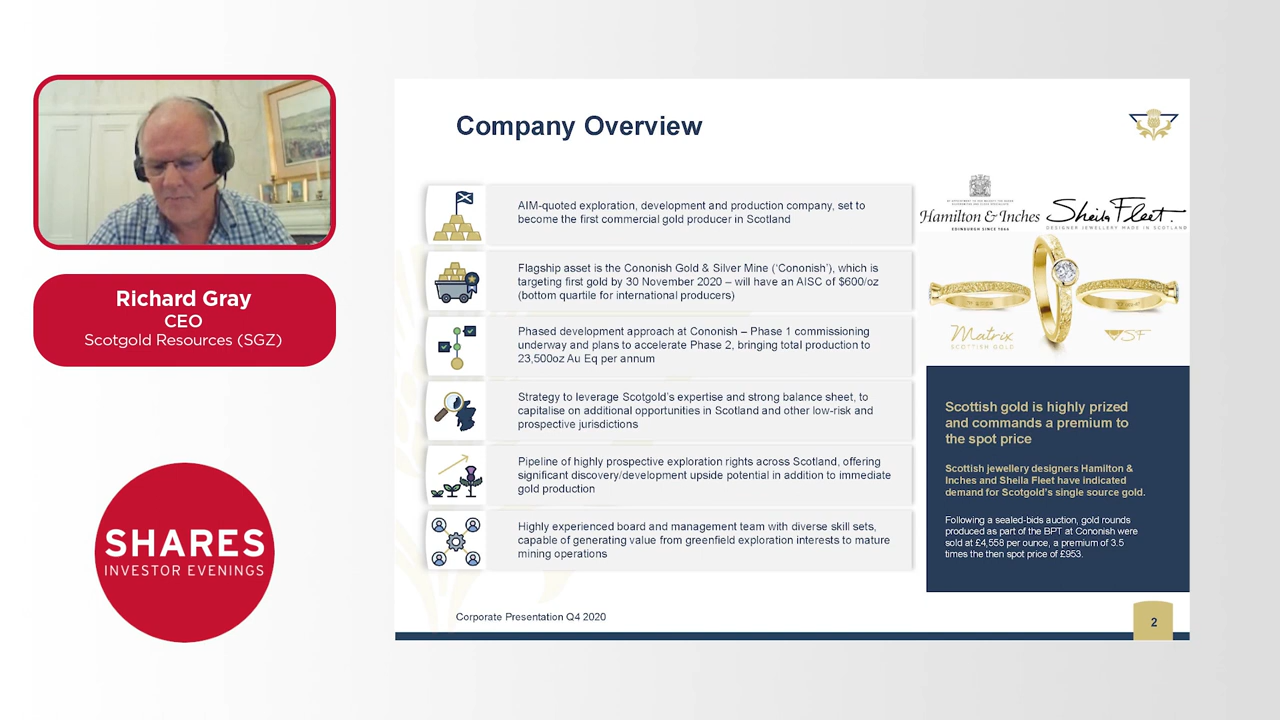 Richard Gray
CEO
Scotgold Resources (SGZ)
SHARES
INVESTOR EVENINGS
Company Overview
AIM-quoted exploration, development and production company, set to
become the first commercial gold producer in Scotland
Flagship asset is the Cononish Gold & Silver Mine ('Cononish'), which is
targeting first gold by 30 November 2020 – will have an AISC of $600/oz
(bottom quartile for international producers)
Phased development approach at Cononish – Phase 1 commissioning
underway and plans to accelerate Phase 2, bringing total production to
23,500oz Au Eq per annum
Strategy to leverage Scotgold's expertise and strong balance sheet, to
capitalise on additional opportunities in Scotland and other low-risk and
prospective jurisdictions
Pipeline of highly prospective exploration rights across Scotland, offering
significant discovery/development upside potential in addition to immediate
gold production
Highly experienced board and management team with diverse skill sets,
capable of generating value from greenfield exploration interests to mature
mining operations
Hamilton & Inches
EDINBURGH SINCE 1866
Sheila Fleet.
DESIGNER JEWELLERY MADE IN SCOTLAND
Matrix
SCOTTISH GOLD
SF
Scottish gold is highly prized
and commands a premium to
the spot price
Scottish jewellery designers Hamilton &
Inches and Sheila Fleet have indicated
demand for Scotgold's single source gold.
Following a sealed-bids auction, gold rounds
produced as part of the BPT at Cononish were
sold at £4,558 per ounce, a premium of 3.5
times the then spot price of £953.
Corporate Presentation Q4 2020
2